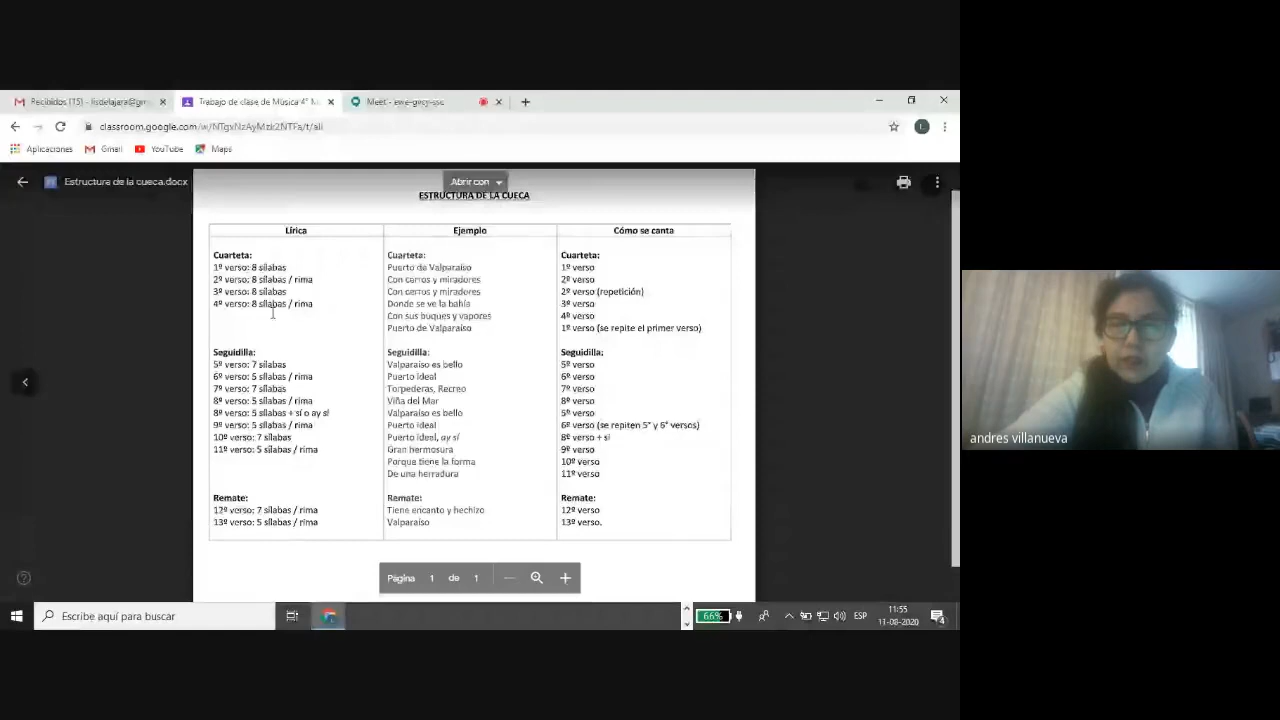 Recibidos (15) - lisdelajara@gm
Trabajo de clase de Música 4° M
Meet - ewe-gvcy-ssc
classroom.google.com/w/NTgxNzAyMzk2NTFa/t/all
L
Aplicaciones Gmail YouTube Maps
Estructura de la cueca.docx
Abrir con
ESTRUCTURA DE LA CUECA
Lírica
Cuarteta:
1º verso: 8 sílabas
2º verso: 8 sílabas / rima
3º verso: 8 sílabas
4º verso: 8 sílabas / rima
Seguidilla:
5º verso: 7 sílabas
6º verso: 5 sílabas / rima
7º verso: 7 sílabas
8º verso: 5 sílabas / rima
8º verso: 5 sílabas + sí o ay sí
9º verso: 5 sílabas / rima
10º verso: 7 sílabas
11º verso: 5 sílabas / rima
Remate:
12º verso: 7 sílabas / rima
13º verso: 5 sílabas / rima
Ejemplo
Cuarteta:
Puerto de Valparaíso
Con cerros y miradores
Con cerros y miradores
Donde se ve la bahía
Con sus buques y vapores
Puerto de Valparaíso
Seguidilla:
Valparaíso es bello
Puerto ideal
Torpederas, Recreo
Viña del Mar
Valparaíso es bello
Puerto ideal
Puerto ideal, ay sí
Gran hermosura
Porque tiene la forma
De una herradura
Remate:
Tiene encanto y hechizo
Valparaíso
Cómo se canta
Cuarteta:
1º verso
2º verso
2º verso (repetición)
3º verso
4º verso
1º verso (se repite el primer verso)
Seguidilla:
5º verso
6º verso
7º verso
8º verso
5º verso
6º verso (se repiten 5° y 6° versos)
8º verso + sí
9º verso
10º verso
11º verso
Remate:
12º verso
13º verso.
Página 1 de 1
andres villanueva
Escribe aquí para buscar
66%
ESP
11:55
11-08-2020
4